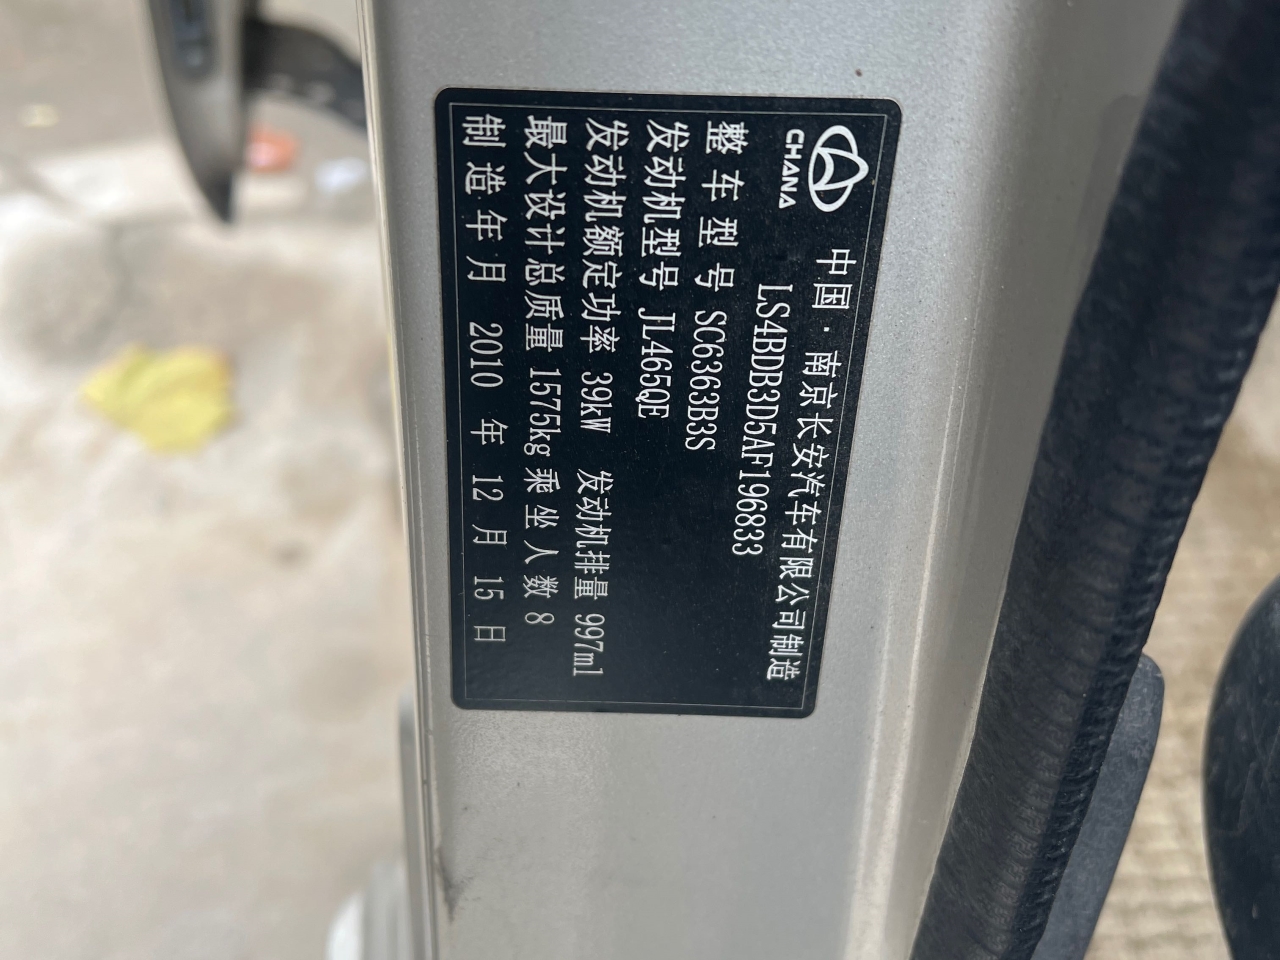 CHANA
中国·南京长安汽车有限公司制造
LS4BDB3D5AF196833
整车型号 SC6363B3S
发动机型号 JL465QE
发动机额定功率 39kW 发动机排量 997ml
最大设计总质量 1575kg 乘坐人数 8
制造年月 2010 年 12 月 15 日